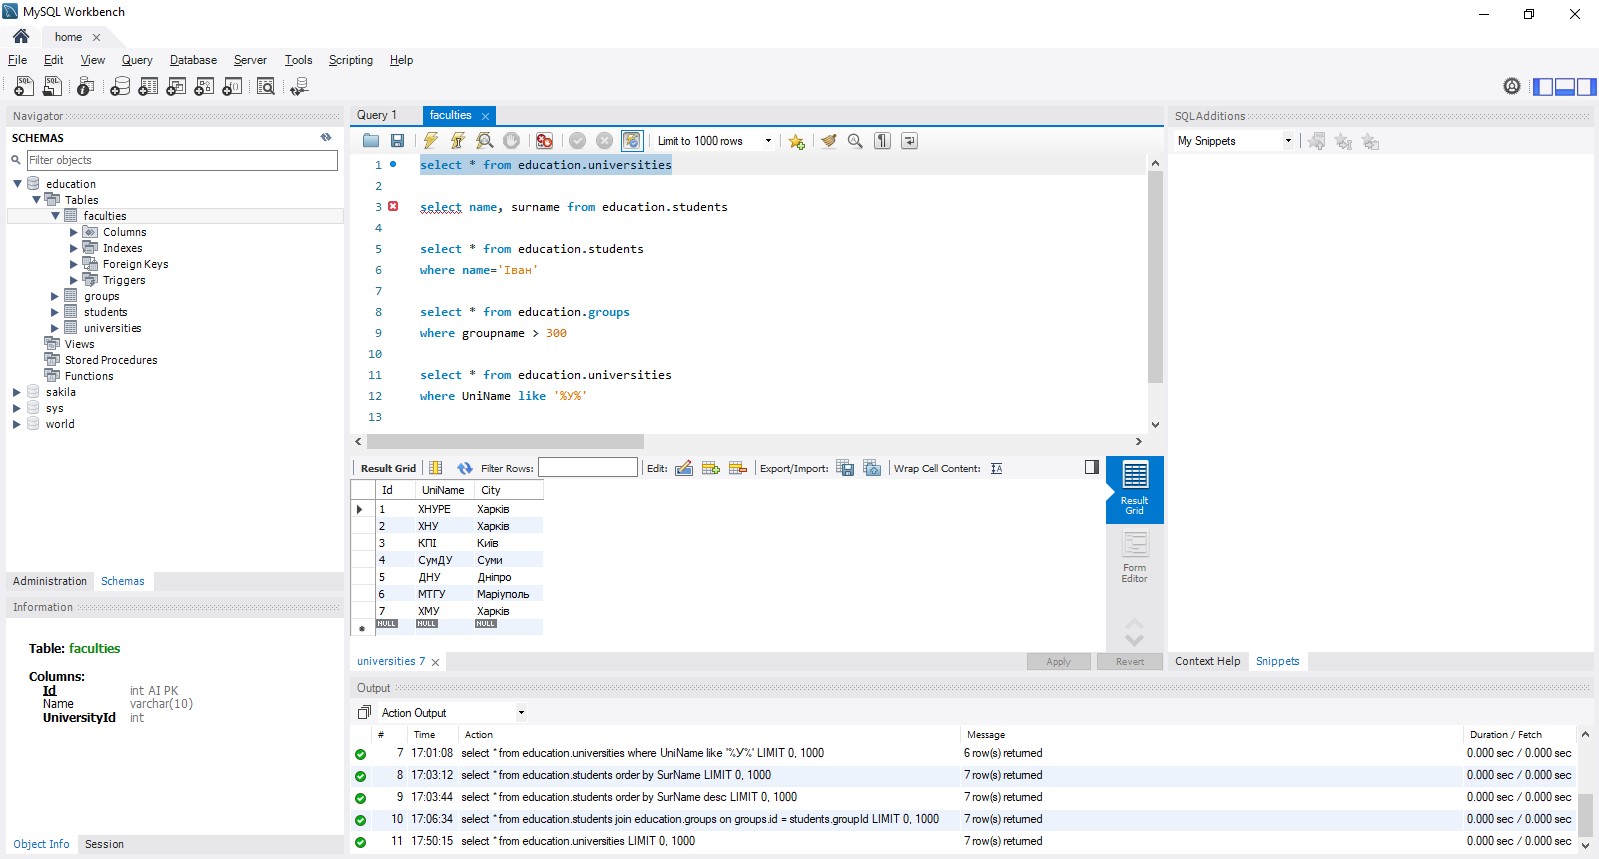 MySQL Workbench
home
File Edit View Query Database Server Tools Scripting Help
Navigator
SCHEMAS
Filter objects
education
Tables
faculties
Columns
Indexes
Foreign Keys
Triggers
groups
students
universities
Views
Stored Procedures
Functions
sakila
sys
world
Administration Schemas
Information
Table: faculties
Columns:
Id int AI PK
Name varchar(10)
UniversityId int
Object Info Session
Query 1 faculties
Limit to 1000 rows
1 select * from education.universities
2
3 select name, surname from education.students
4
5 select * from education.students
6 where name='Іван'
7
8 select * from education.groups
9 where groupname > 300
10
11 select * from education.universities
12 where UniName like '%У%'
13
Result Grid Filter Rows: Edit: Export/Import: Wrap Cell Content:
Id UniName City
1 ХНУРЕ Харків
2 ХНУ Харків
3 КПІ Київ
4 СумДУ Суми
5 ДНУ Дніпро
6 МТГУ Маріуполь
7 ХМУ Харків
NULL NULL NULL
Result Grid
Form Editor
universities 7 Apply Revert
Output
Action Output
# Time Action Message Duration / Fetch
7 17:01:08 select * from education.universities where UniName like '%У%' LIMIT 0, 1000 6 row(s) returned 0.000 sec / 0.000 sec
8 17:03:12 select * from education.students order by SurName LIMIT 0, 1000 7 row(s) returned 0.000 sec / 0.000 sec
9 17:03:44 select * from education.students order by SurName desc LIMIT 0, 1000 7 row(s) returned 0.000 sec / 0.000 sec
10 17:06:34 select * from education.students join education.groups on groups.id = students.groupId LIMIT 0, 1000 7 row(s) returned 0.000 sec / 0.000 sec
11 17:50:15 select * from education.universities LIMIT 0, 1000 7 row(s) returned 0.000 sec / 0.000 sec
SQLAdditions
My Snippets
Context Help Snippets